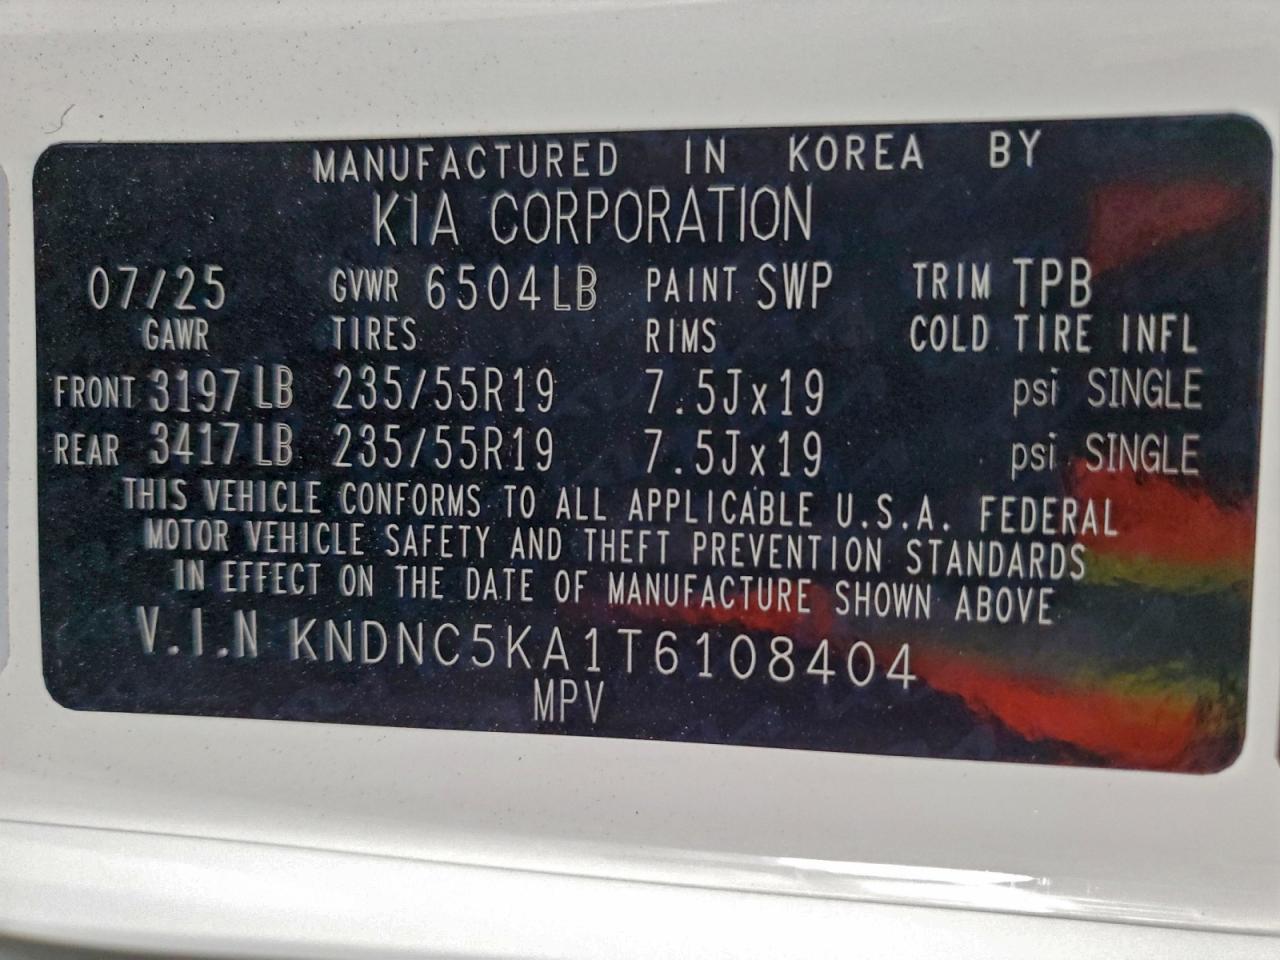 MANUFACTURED IN KOREA BY
KIA CORPORATION
07/25 GVWR 6504LB PAINT SWP TRIM TPB
GAWR TIRES RIMS COLD TIRE INFL
FRONT 3197 LB 235/55R19 7.5Jx19 psi SINGLE
REAR 3417 LB 235/55R19 7.5Jx19 psi SINGLE
THIS VEHICLE CONFORMS TO ALL APPLICABLE U.S.A. FEDERAL
MOTOR VEHICLE SAFETY AND THEFT PREVENTION STANDARDS
IN EFFECT ON THE DATE OF MANUFACTURE SHOWN ABOVE
V.I.N KNDNC5KA1T6108404
MPV